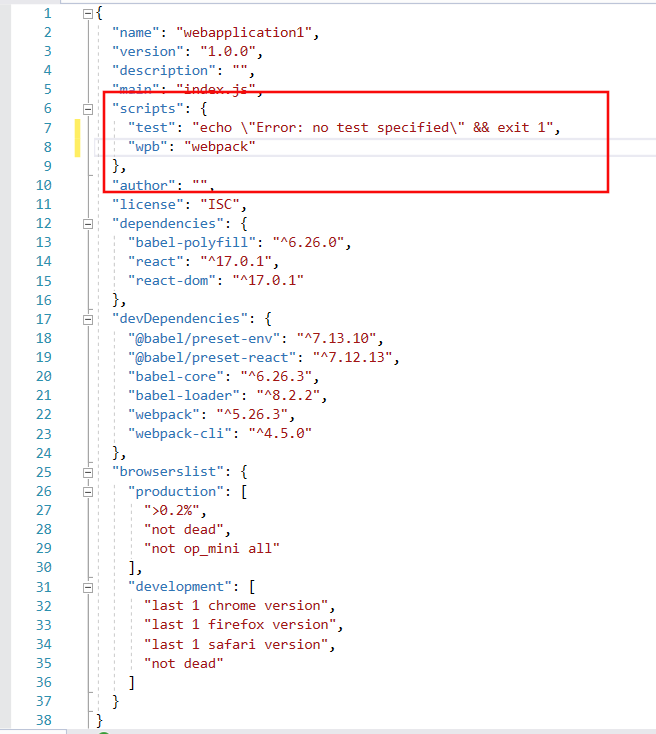 1 {
2 "name": "webapplication1",
3 "version": "1.0.0",
4 "description": "",
5 "main": "index.js",
6 "scripts": {
7 "test": "echo \"Error: no test specified\" && exit 1",
8 "wpb": "webpack"
9 },
10 "author": "",
11 "license": "ISC",
12 "dependencies": {
13 "babel-polyfill": "^6.26.0",
14 "react": "^17.0.1",
15 "react-dom": "^17.0.1"
16 },
17 "devDependencies": {
18 "@babel/preset-env": "^7.13.10",
19 "@babel/preset-react": "^7.12.13",
20 "babel-core": "^6.26.3",
21 "babel-loader": "^8.2.2",
22 "webpack": "^5.26.3",
23 "webpack-cli": "^4.5.0"
24 },
25 "browserslist": {
26 "production": [
27 ">0.2%",
28 "not dead",
29 "not op_mini all"
30 ],
31 "development": [
32 "last 1 chrome version",
33 "last 1 firefox version",
34 "last 1 safari version",
35 "not dead"
36 ]
37 }
38 }